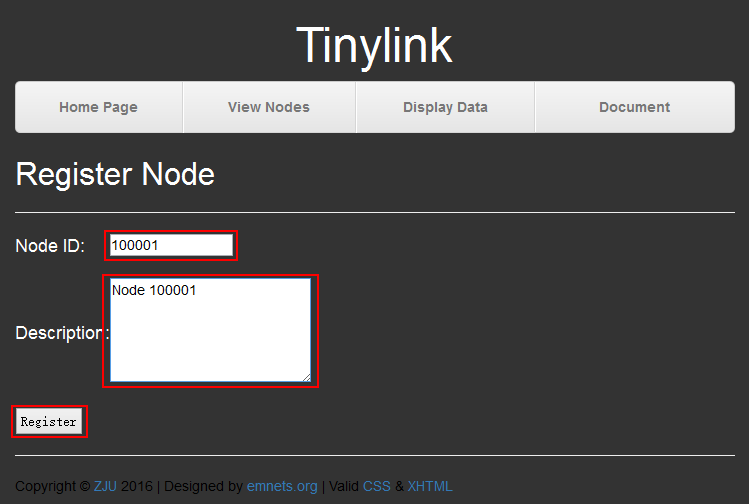 Tinylink
Home Page View Nodes Display Data Document
Register Node
Node ID: 100001
Node 100001
Description:
Register
Copyright © ZJU 2016 | Designed by emnets.org | Valid CSS & XHTML